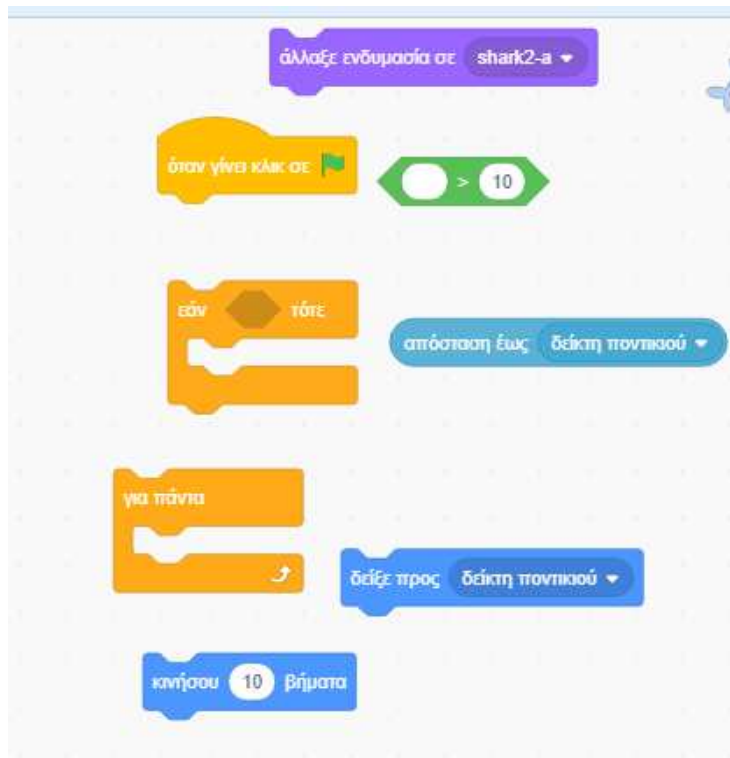 άλλαξε ενδυμασία σε shark2-a
όταν γίνει κλικ σε
> 10
εάν τότε
απόσταση έως δείκτη ποντικιού
για πάντα
δείξε προς δείκτη ποντικιού
κινήσου 10 βήματα